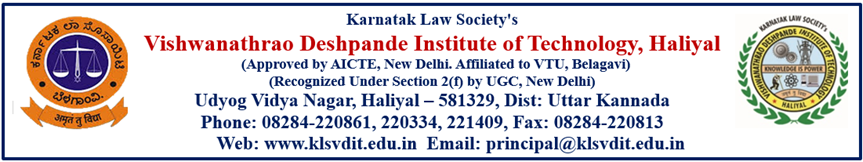 Karnatak Law Society's
Vishwanathrao Deshpande Institute of Technology, Haliyal
(Approved by AICTE, New Delhi. Affiliated to VTU, Belagavi)
(Recognized Under Section 2(f) by UGC, New Delhi)
Udyog Vidya Nagar, Haliyal – 581329, Dist: Uttar Kannada
Phone: 08284-220861, 220334, 221409, Fax: 08284-220813
Web: www.klsvdit.edu.in Email: principal@klsvdit.edu.in
ಕರ್ನಾಟಕ ಲಾ ಸೊಸಾಯಿಟಿ
ಬೆಳಗಾವಿ.
अमृतं तु विद्या
KARNATAK LAW SOCIETY'S
VISHWANATHRAO DESHPANDE INSTITUTE OF TECHNOLOGY
KNOWLEDGE IS POWER
HALIYAL